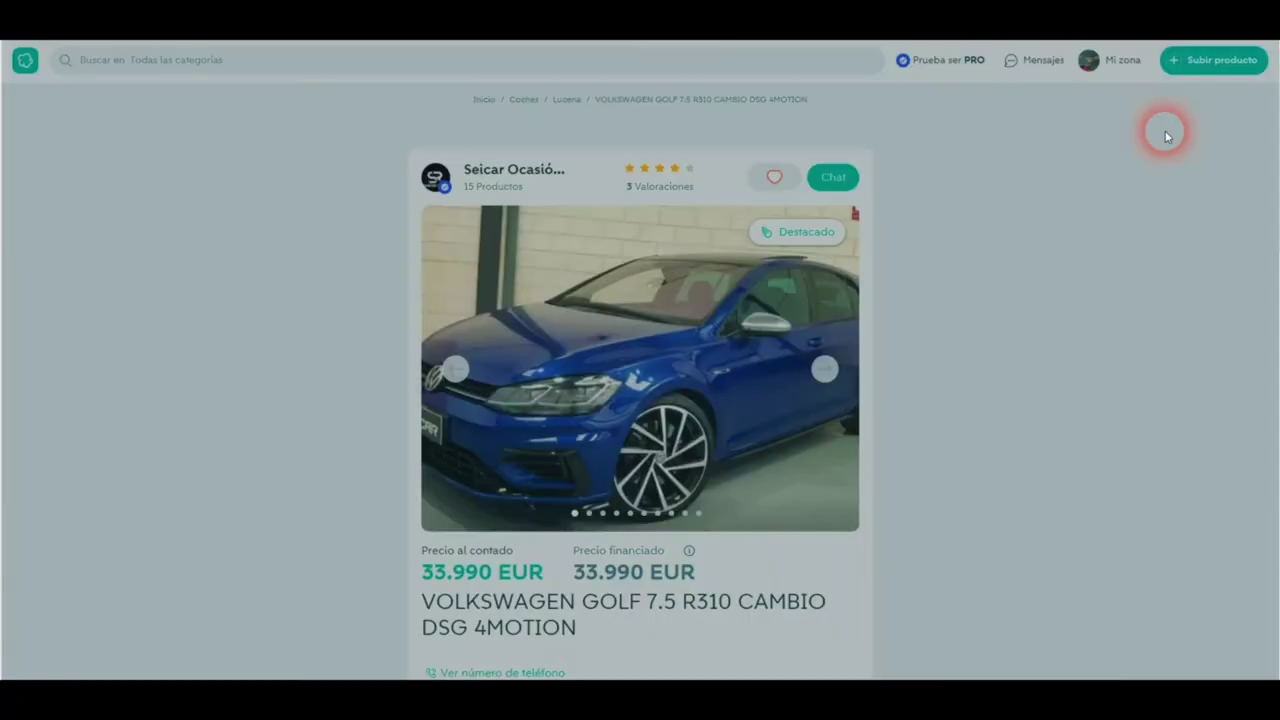 Buscar en Todas las categorías
Prueba ser PRO
Mensajes
Mi zona
+ Subir producto
Inicio / Coches / Lucena / VOLKSWAGEN GOLF 7.5 R310 CAMBIO DSG 4MOTION
Seicar Ocasió...
15 Productos
3 Valoraciones
Chat
Destacado
Precio al contado
Precio financiado
33.990 EUR
33.990 EUR
VOLKSWAGEN GOLF 7.5 R310 CAMBIO
DSG 4MOTION
Ver número de teléfono